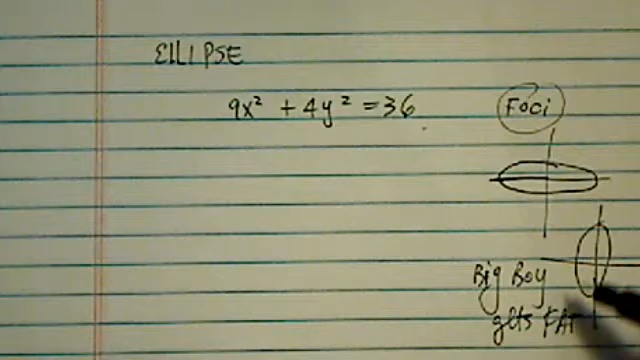 ELLIPSE
9x² + 4y² = 36
Foci
Big Boy
gets FAT